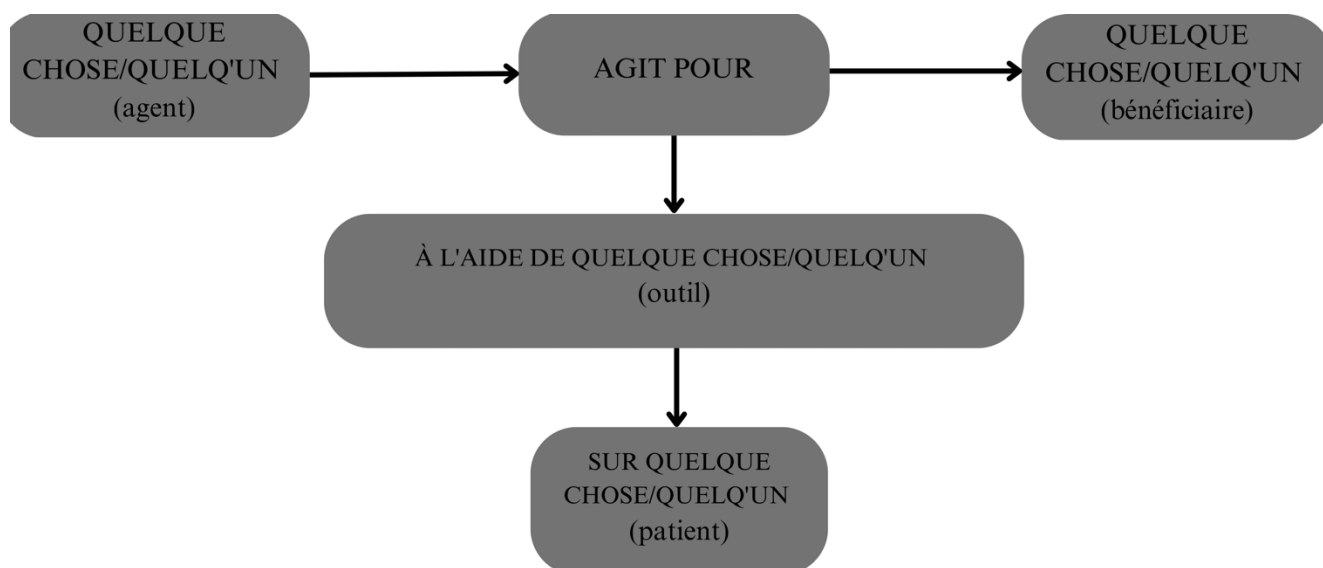 QUELQUE
CHOSE/QUELQ'UN
(agent)
AGIT POUR
QUELQUE
CHOSE/QUELQ'UN
(bénéficiaire)
À L'AIDE DE QUELQUE CHOSE/QUELQ'UN
(outil)
SUR QUELQUE
CHOSE/QUELQ'UN
(patient)